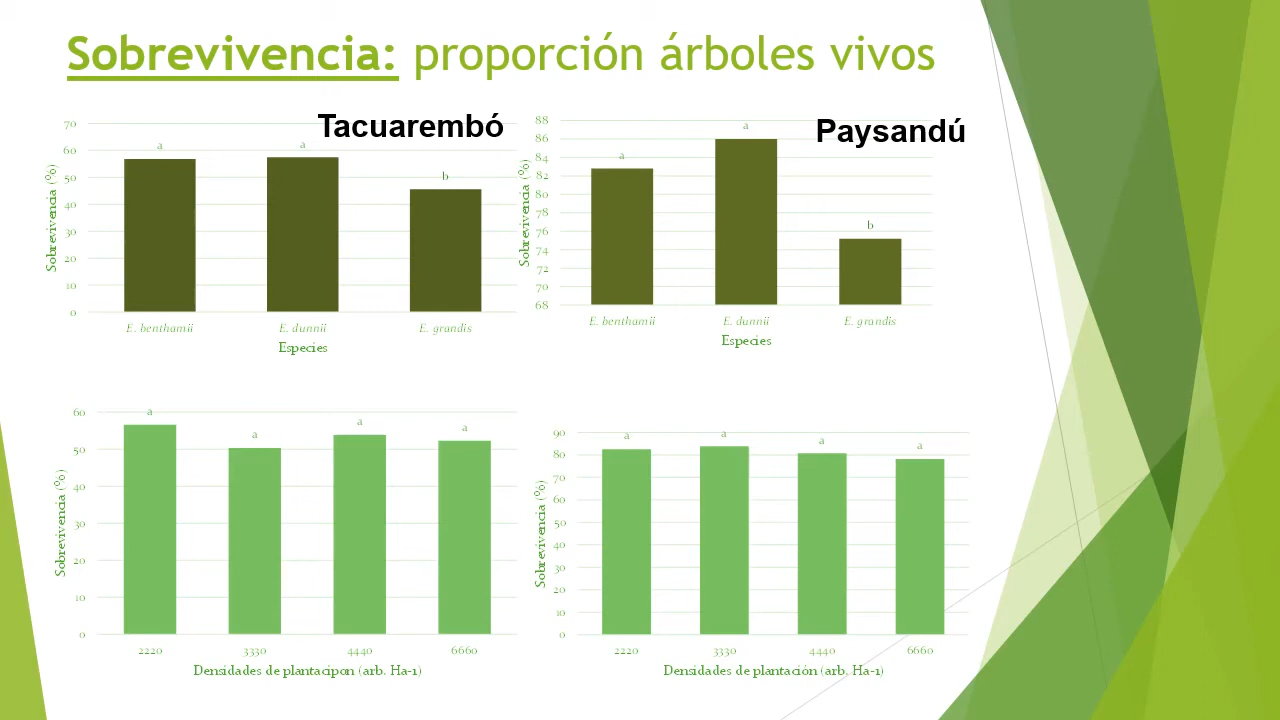 Sobrevivencia: proporción árboles vivos
Tacuarembó
70
60
50
40
30
20
10
0
Sobrevivencia (%)
a
a
b
E. benthamii
E. dunnii
E. grandis
Especies
Paysandú
88
86
84
82
80
78
76
74
72
70
68
Sobrevivencia (%)
a
a
b
E. benthamii
E. dunnii
E. grandis
Especies
60
50
40
30
20
10
0
Sobrevivencia (%)
a
a
a
a
2220
3330
4440
6660
Densidades de plantacipon (arb. Ha-1)
90
80
70
60
50
40
30
20
10
0
Sobrevivencia (%)
a
a
a
a
2220
3330
4440
6660
Densidades de plantación (arb. Ha-1)